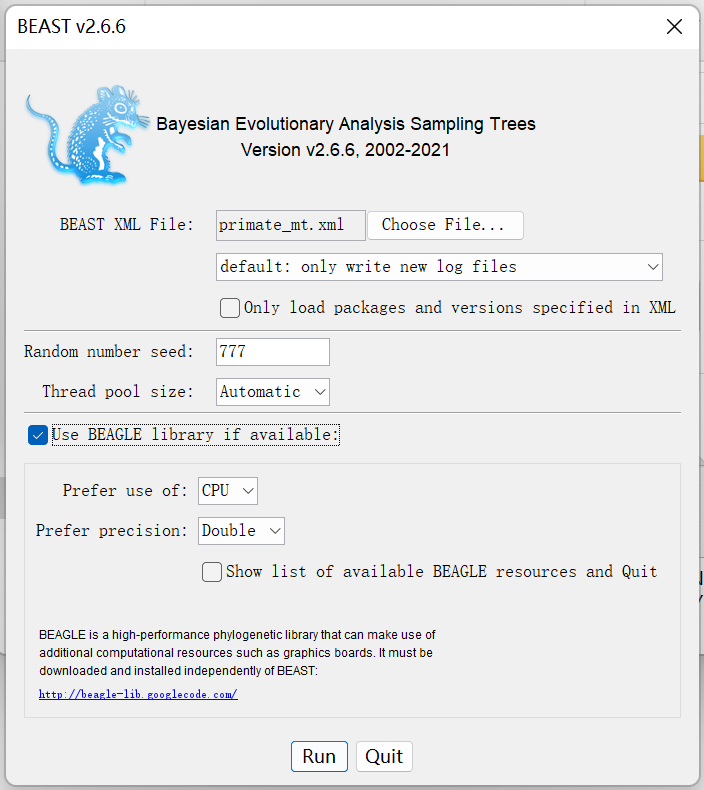 BEAST v2.6.6
Bayesian Evolutionary Analysis Sampling Trees
Version v2.6.6, 2002-2021
BEAST XML File: primate_mt.xml Choose File...
default: only write new log files
Only load packages and versions specified in XML
Random number seed: 777
Thread pool size: Automatic
Use BEAGLE library if available:
Prefer use of: CPU
Prefer precision: Double
Show list of available BEAGLE resources and Quit
BEAGLE is a high-performance phylogenetic library that can make use of
additional computational resources such as graphics boards. It must be
downloaded and installed independently of BEAST:
http://beagle-lib.googlecode.com/
Run Quit